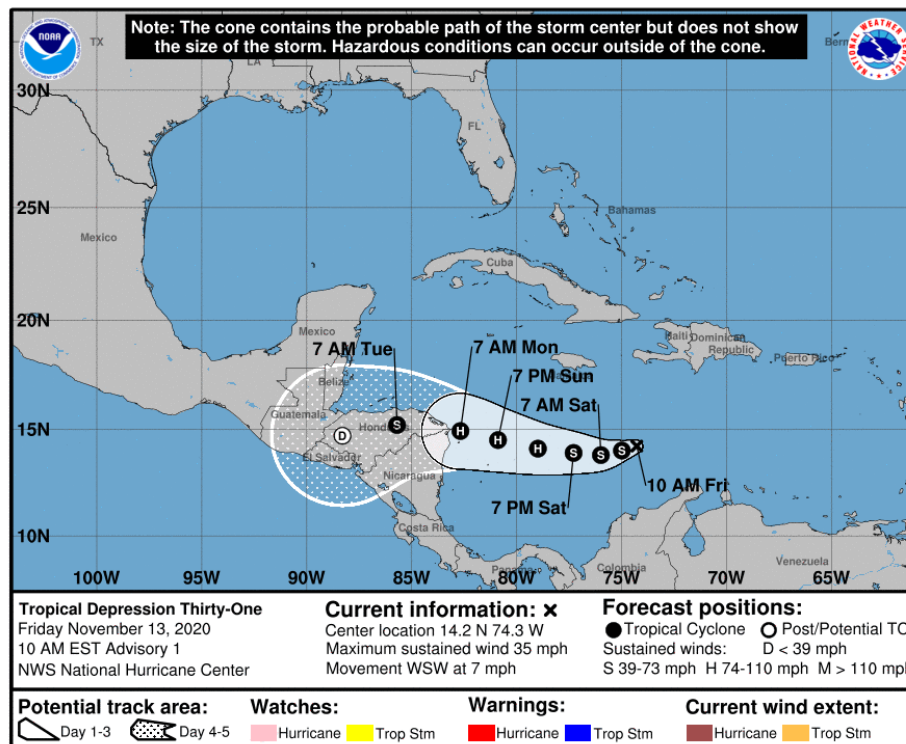 Note: The cone contains the probable path of the storm center but does not show
the size of the storm. Hazardous conditions can occur outside of the cone.
NOAA
NATIONAL WEATHER SERVICE
TX
LA
30N
FL
25N
Mexico
Bahamas
Cuba
20N
Mexico
Haiti
Dominican
Republic
Puerto Rico
7 AM Tue
7 AM Mon
7 PM Sun
7 AM Sat
Belize
Guatemala
15N
D
S
H
H
H
S
S
S
El Salvador
Nicaragua
7 PM Sat
10 AM Fri
Costa Rica
10N
Colombia
Venezuela
100W 95W 90W 85W 80W 75W 70W 65W
Tropical Depression Thirty-One
Friday November 13, 2020
10 AM EST Advisory 1
NWS National Hurricane Center
Current information: x
Center location 14.2 N 74.3 W
Maximum sustained wind 35 mph
Movement WSW at 7 mph
Forecast positions:
Tropical Cyclone Post/Potential TC
Sustained winds: D < 39 mph
S 39-73 mph H 74-110 mph M > 110 mph
Potential track area:
Day 1-3 Day 4-5
Watches:
Hurricane Trop Stm
Warnings:
Hurricane Trop Stm
Current wind extent:
Hurricane Trop Stm